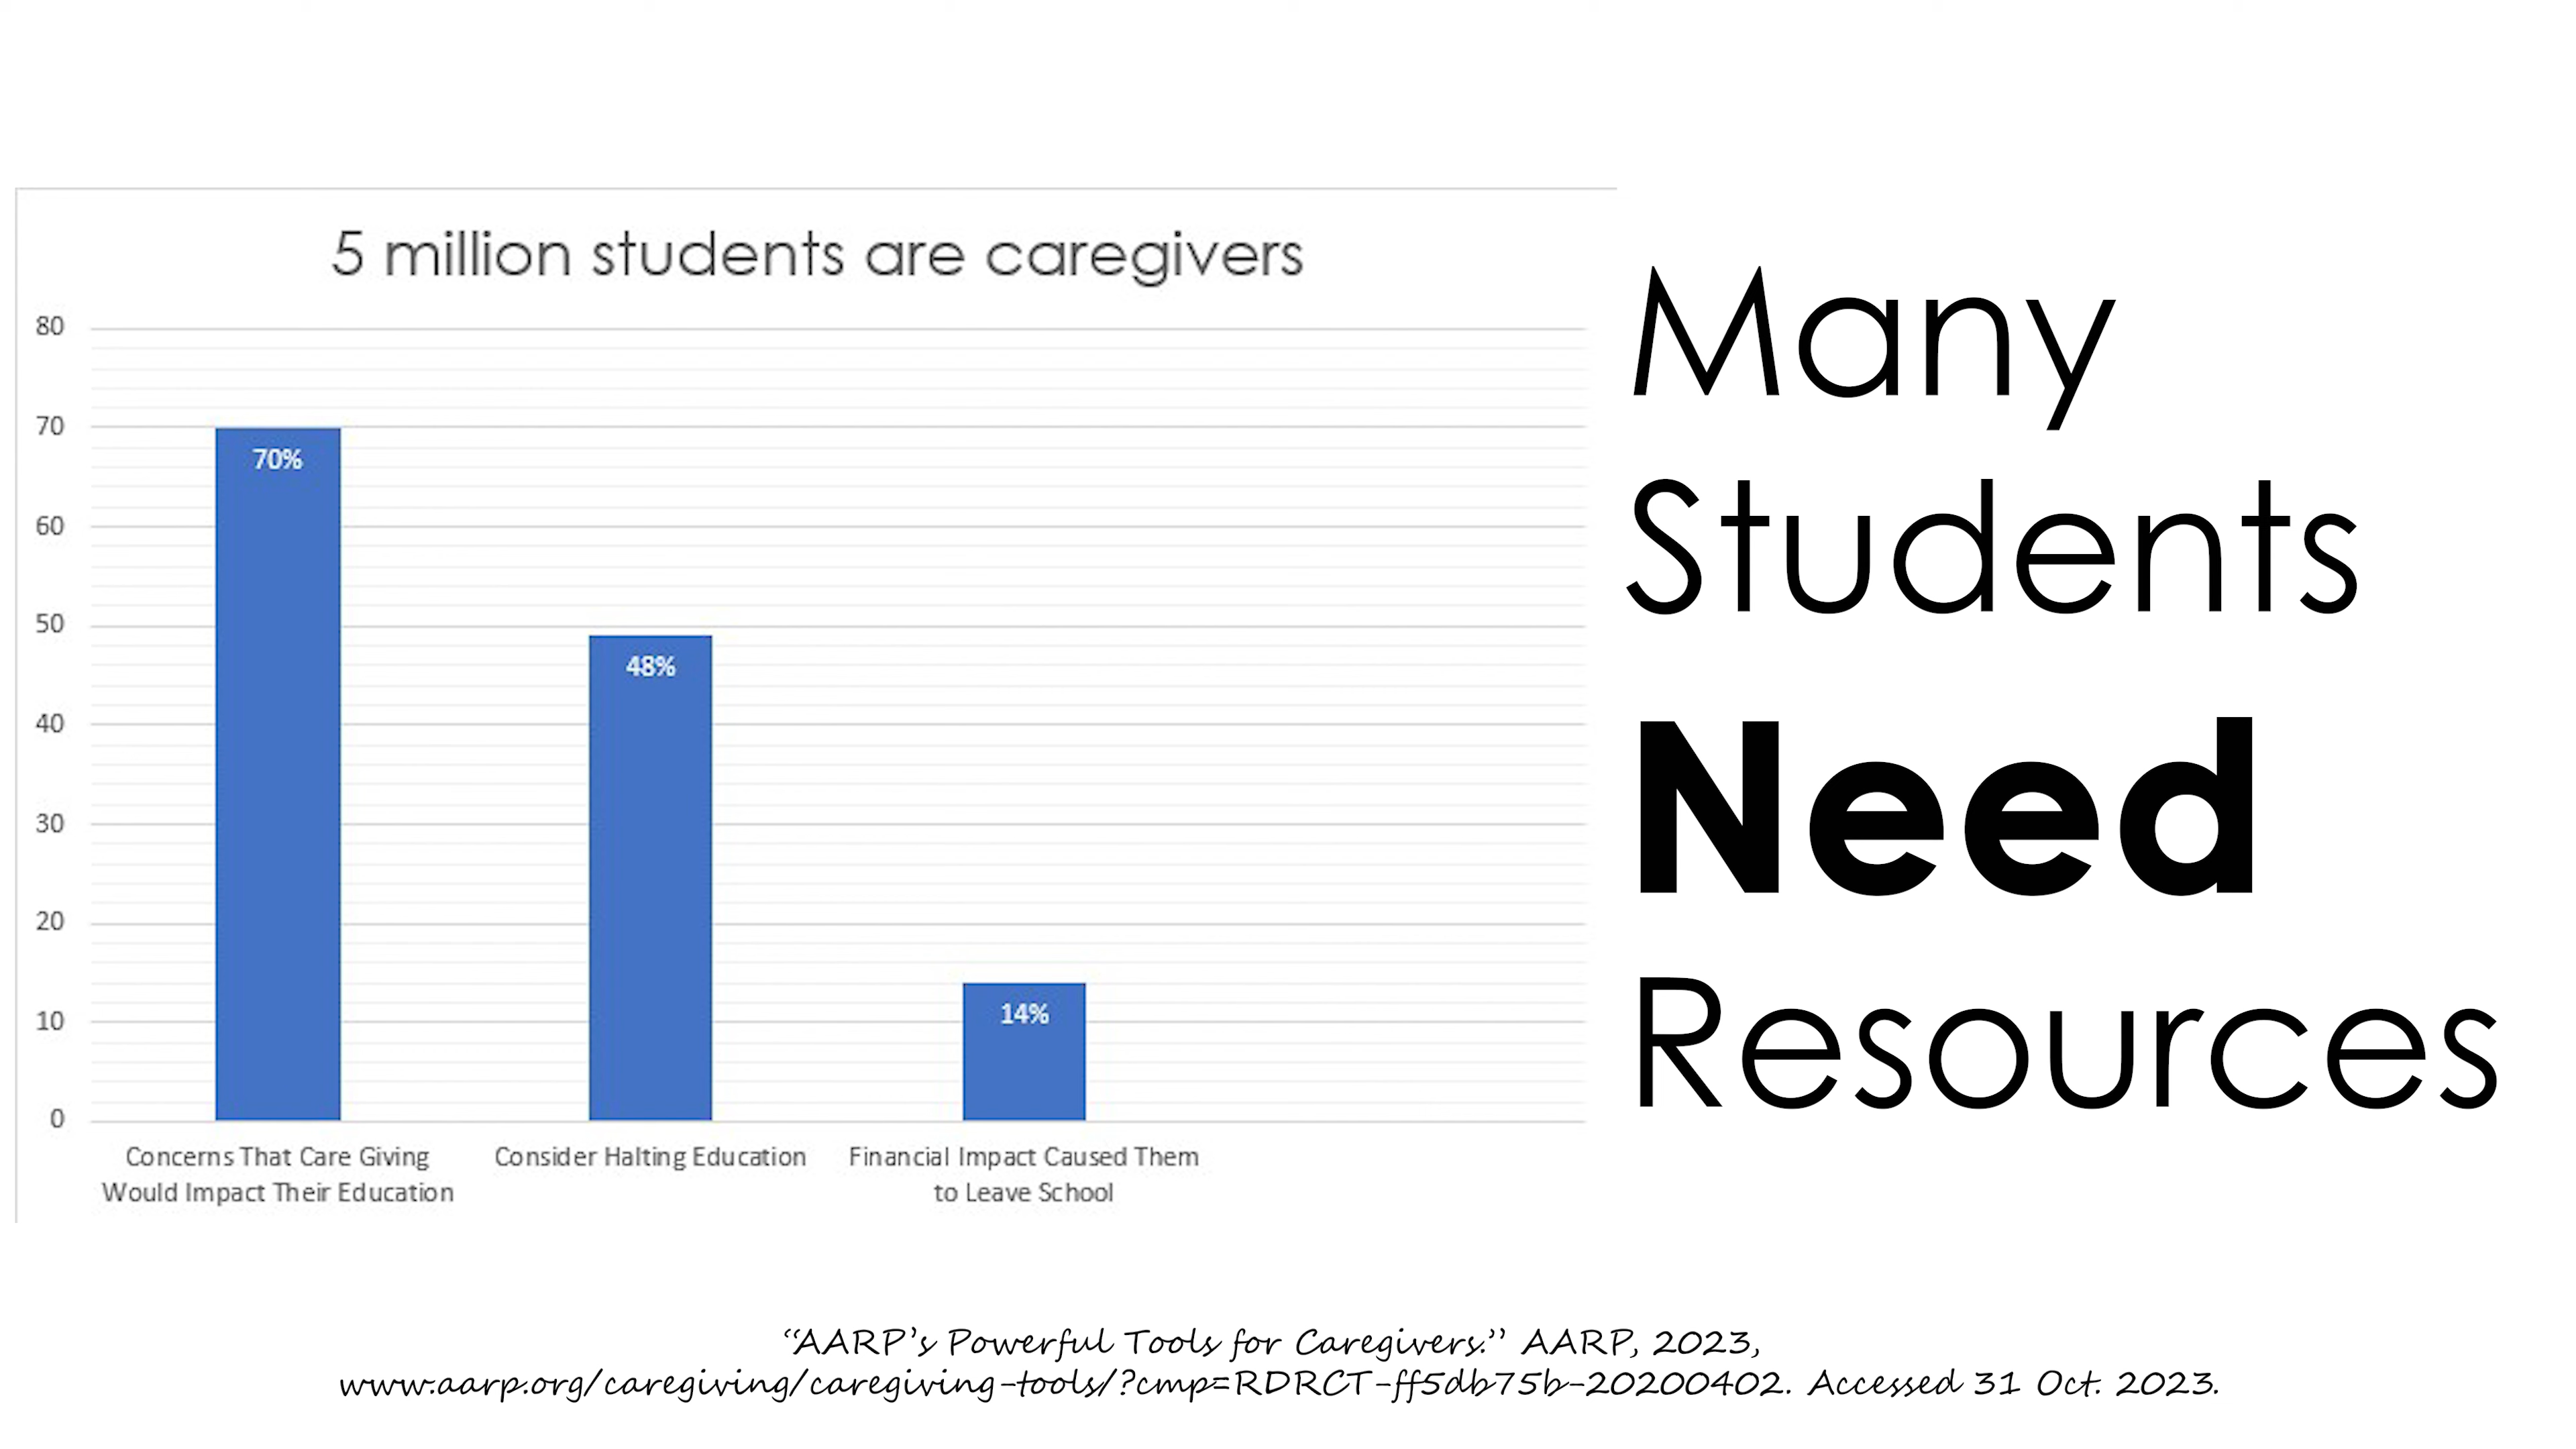 5 million students are caregivers
80
70
60
50
40
30
20
10
0
70%
48%
14%
Concerns That Care Giving
Would Impact Their Education
Consider Halting Education
Financial Impact Caused Them
to Leave School
Many
Students
Need
Resources
“AARP’s Powerful Tools for Caregivers.” AARP, 2023,
www.aarp.org/caregiving/caregiving-tools/?cmp=RDRCT-ff5db75b-20200402. Accessed 31 Oct. 2023.